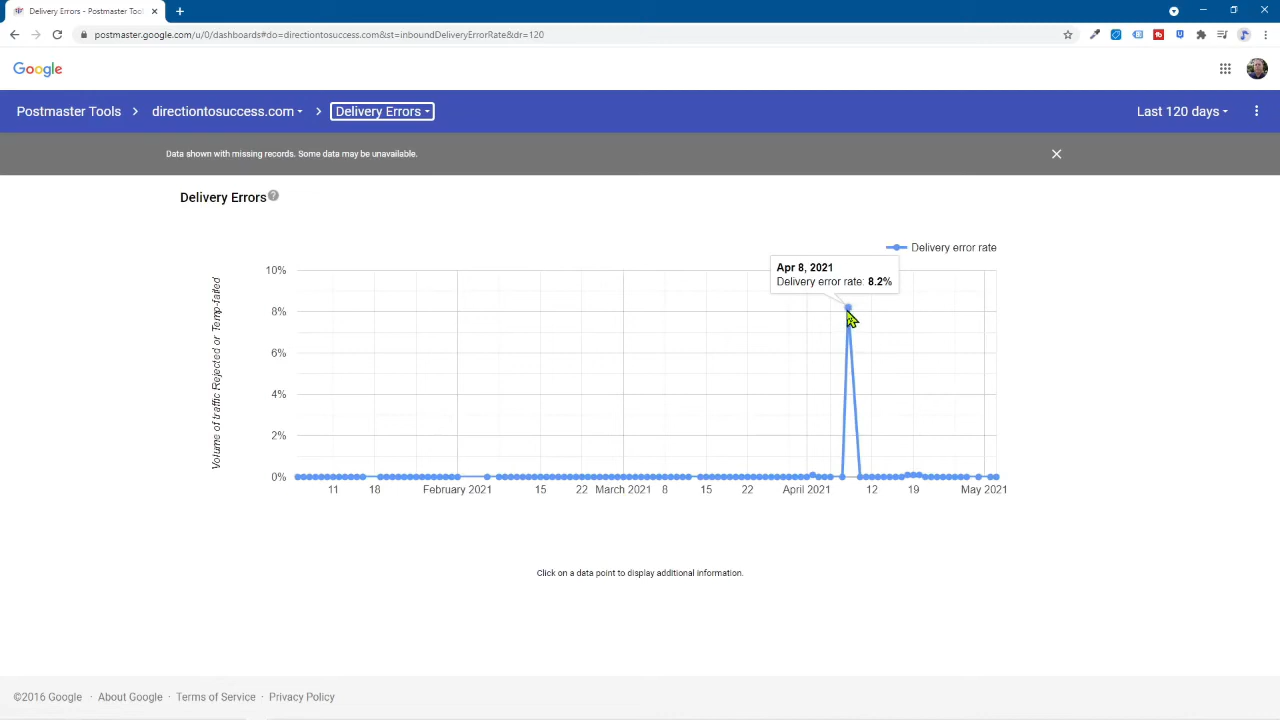 Delivery Errors - Postmaster Tool
postmaster.google.com/u/0/dashboards#do=directiontosuccess.com&st=inboundDeliveryErrorRate&dr=120
Google
Postmaster Tools
directiontosuccess.com
Delivery Errors
Last 120 days
Data shown with missing records. Some data may be unavailable.
Delivery Errors
Delivery error rate
Apr 8, 2021
Delivery error rate: 8.2%
Volume of traffic Rejected or Temp-failed
10%
8%
6%
4%
2%
0%
11 18 February 2021 15 22 March 2021 8 15 22 April 2021 12 19 May 2021
Click on a data point to display additional information.
©2016 Google · About Google · Terms of Service · Privacy Policy